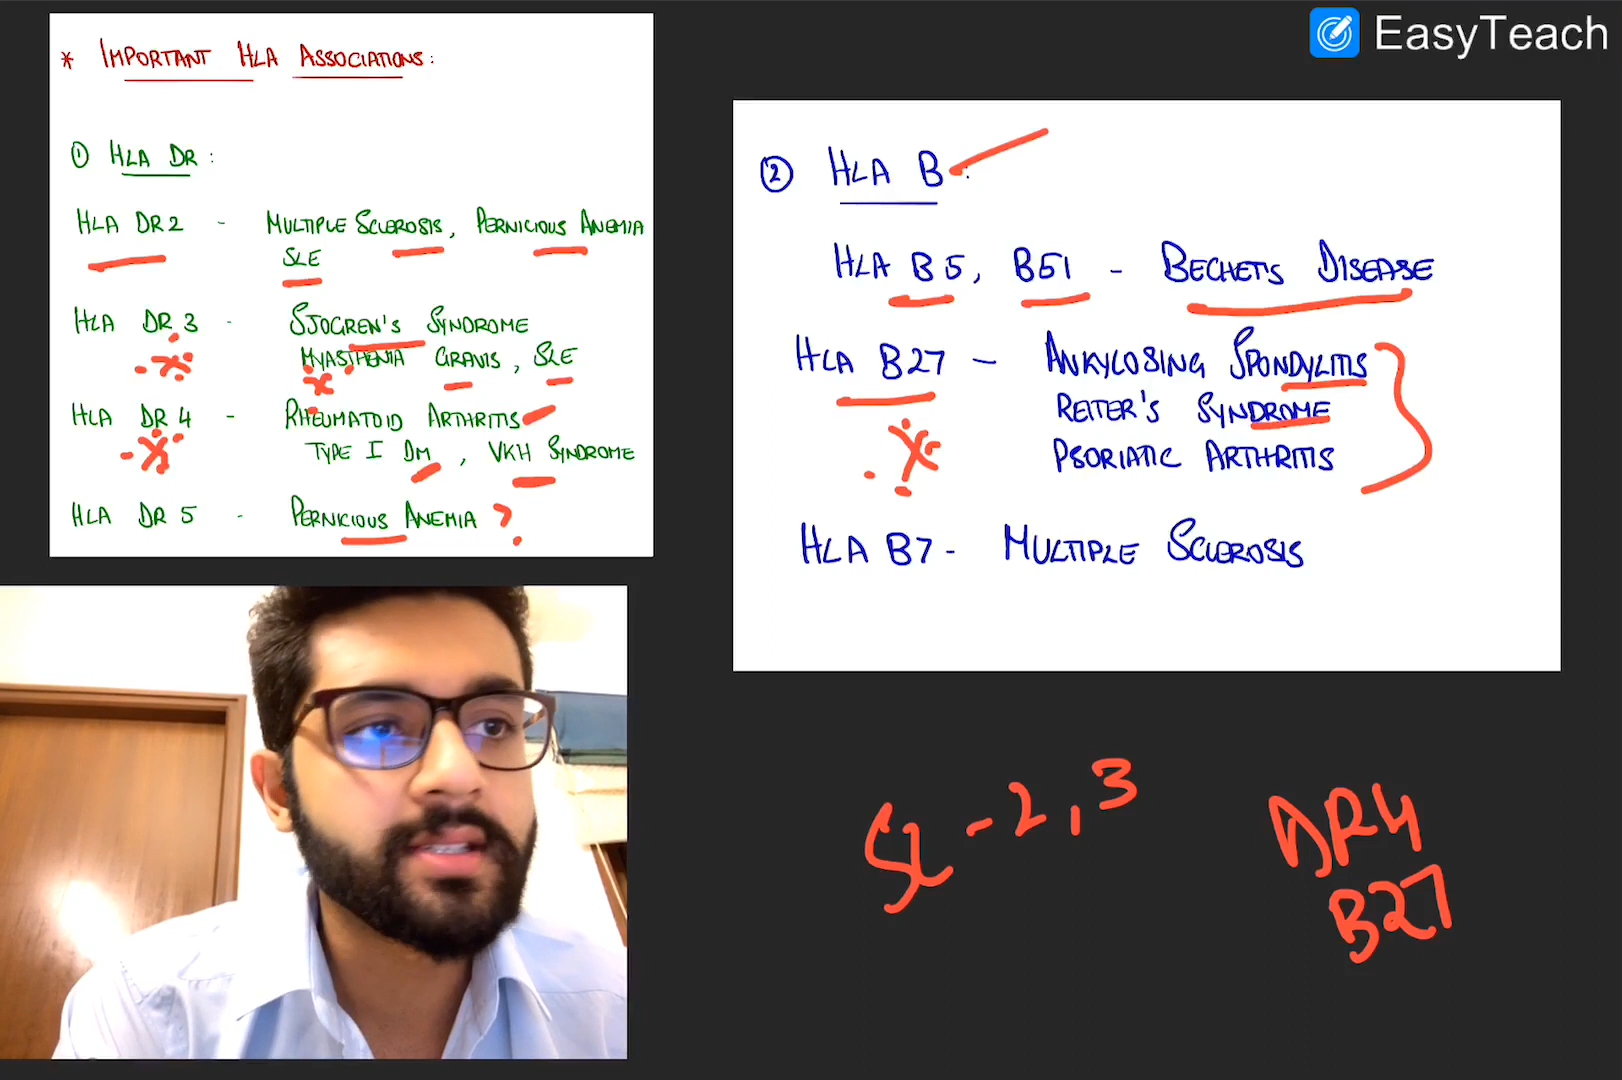 EasyTeach
* IMPORTANT HLA ASSOCIATIONS:
① HLA DR:
HLA DR2 - MULTIPLE SCLEROSIS, PERNICIOUS ANEMIA
SLE
HLA DR 3 - SJOGREN'S SYNDROME
MYASTHENIA GRAVIS, SLE
HLA DR 4 - RHEUMATOID ARTHRITIS
TYPE I DM, VKH SYNDROME
HLA DR 5 - PERNICIOUS ANEMIA ?
② HLA B:
HLA B5, B51 - BECHETS DISEASE
HLA B27 - ANKYLOSING SPONDYLITIS
REITER'S SYNDROME
PSORIATIC ARTHRITIS
HLA B7 - MULTIPLE SCLEROSIS
SL - 2, 3
DR4
B27